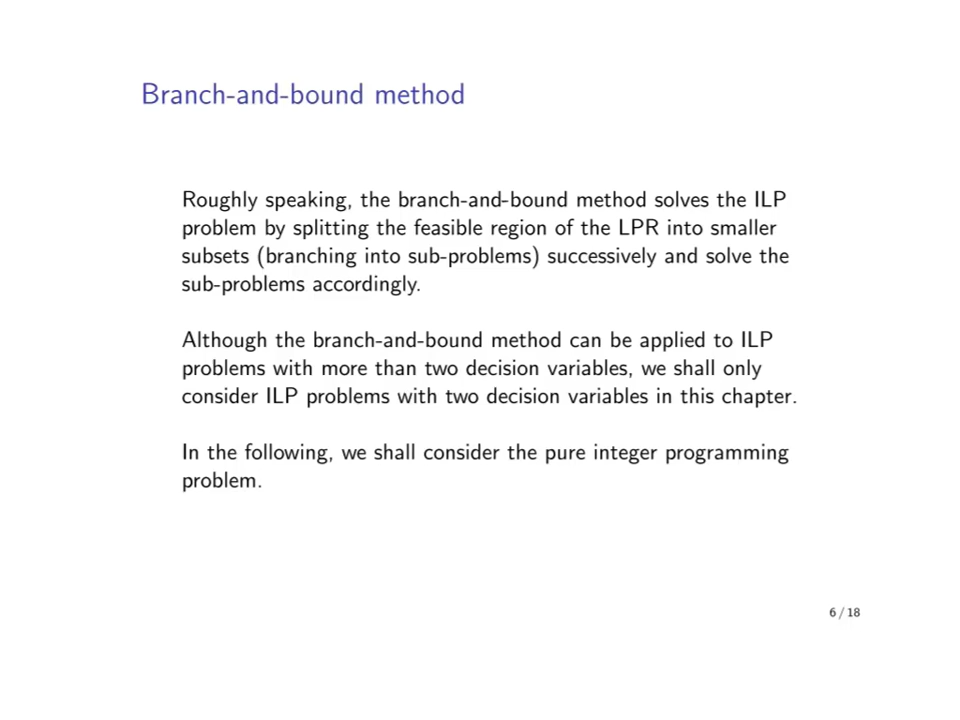 Branch-and-bound method
Roughly speaking, the branch-and-bound method solves the ILP
problem by splitting the feasible region of the LPR into smaller
subsets (branching into sub-problems) successively and solve the
sub-problems accordingly.
Although the branch-and-bound method can be applied to ILP
problems with more than two decision variables, we shall only
consider ILP problems with two decision variables in this chapter.
In the following, we shall consider the pure integer programming
problem.
6 / 18